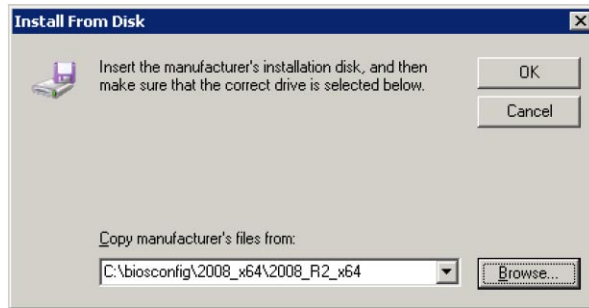 Install From Disk
Insert the manufacturer's installation disk, and then
make sure that the correct drive is selected below.
OK
Cancel
Copy manufacturer's files from:
C:\biosconfig\2008_x64\2008_R2_x64
Browse...